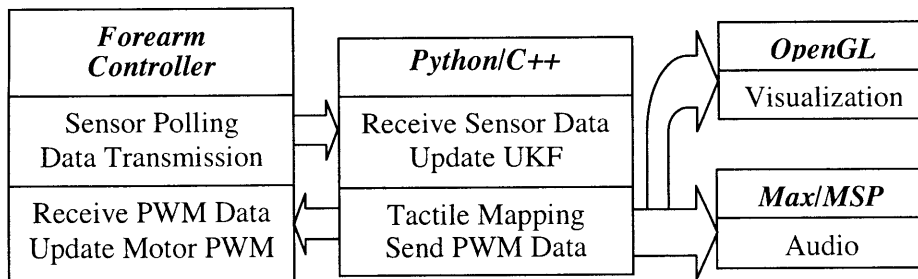 Forearm
Controller
Sensor Polling
Data Transmission
Receive PWM Data
Update Motor PWM
Python/C++
Receive Sensor Data
Update UKF
Tactile Mapping
Send PWM Data
OpenGL
Visualization
Max/MSP
Audio